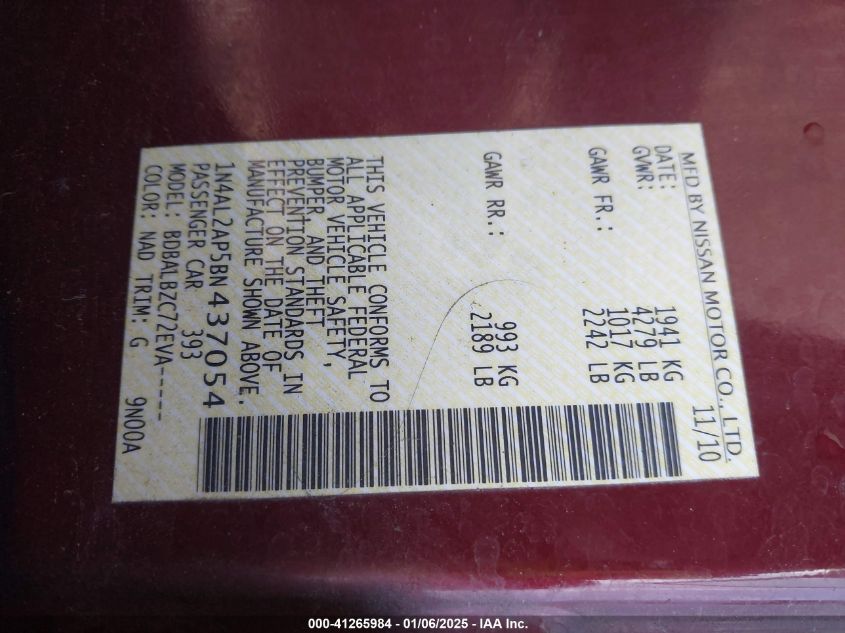 MFD BY NISSAN MOTOR CO., LTD.
DATE: 11/10
GVWR: 1941 KG
4279 LB
GAWR FR.: 1017 KG
2242 LB
GAWR RR.: 993 KG
2189 LB
THIS VEHICLE CONFORMS TO
ALL APPLICABLE FEDERAL
MOTOR VEHICLE SAFETY,
BUMPER, AND THEFT
PREVENTION STANDARDS IN
EFFECT ON THE DATE OF
MANUFACTURE SHOWN ABOVE.
1N4AL2AP5BN437054
PASSENGER CAR 393
MODEL: BDBALBZC72EVA-----
COLOR: NAD TRIM: G 9N00A
000-41265984 - 01/06/2025 - IAA Inc.